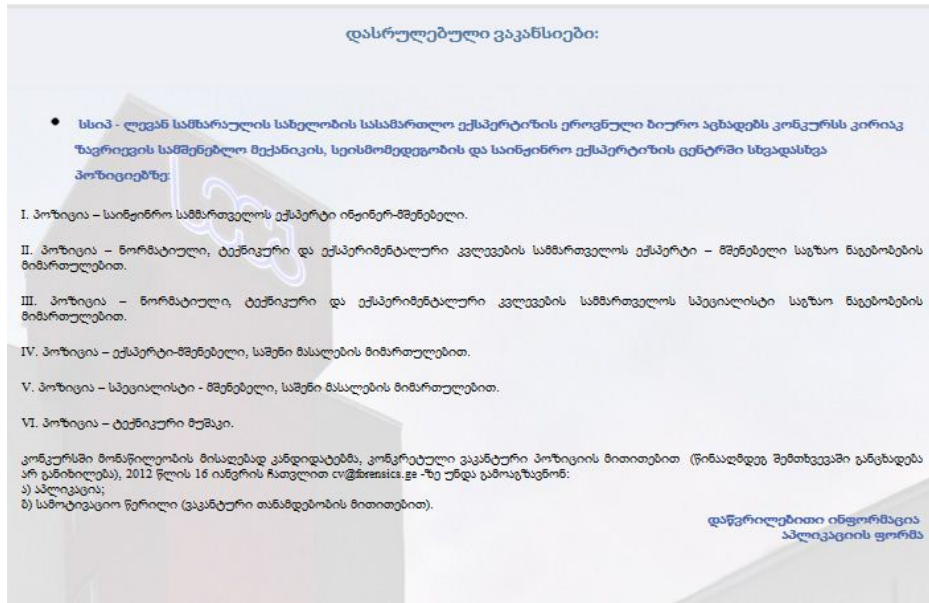 დასრულებული ვაკანსიები:
• სსიპ - ლევან სამხარაულის სახელობის სასამართლო ექსპერტიზის ეროვნული ბიურო აცხადებს კონკურსს კირიაკ
ზავრიევის სამშენებლო მექანიკის, სეისმომედეგობის და საინჟინრო ექსპერტიზის ცენტრში სხვადასხვა
პოზიციებზე:
I. პოზიცია – საინჟინრო სამმართველოს ექსპერტი ინჟინერ-მშენებელი.
II. პოზიცია – ნორმატიული, ტექნიკური და ექსპერიმენტალური კვლევების სამმართველოს ექსპერტი – მშენებელი საგზაო ნაგებობების
მიმართულებით.
III. პოზიცია – ნორმატიული, ტექნიკური და ექსპერიმენტალური კვლევების სამმართველოს სპეციალისტი საგზაო ნაგებობების
მიმართულებით.
IV. პოზიცია – ექსპერტი-მშენებელი, საშენი მასალების მიმართულებით.
V. პოზიცია – სპეციალისტი - მშენებელი, საშენი მასალების მიმართულებით.
VI. პოზიცია – ტექნიკური მუშაკი.
კონკურსში მონაწილეობის მისაღებად კანდიდატებმა, კონკრეტული ვაკანტური პოზიციის მითითებით (წინააღმდეგ შემთხვევაში განცხადება
არ განიხილება), 2012 წლის 16 იანვრის ჩათვლით cv@forensics.ge -ზე უნდა გამოაგზავნონ:
ა) აპლიკაცია;
ბ) სამოტივაციო წერილი (ვაკანტური თანამდებობის მითითებით).
დაწვრილებითი ინფორმაცია
აპლიკაციის ფორმა